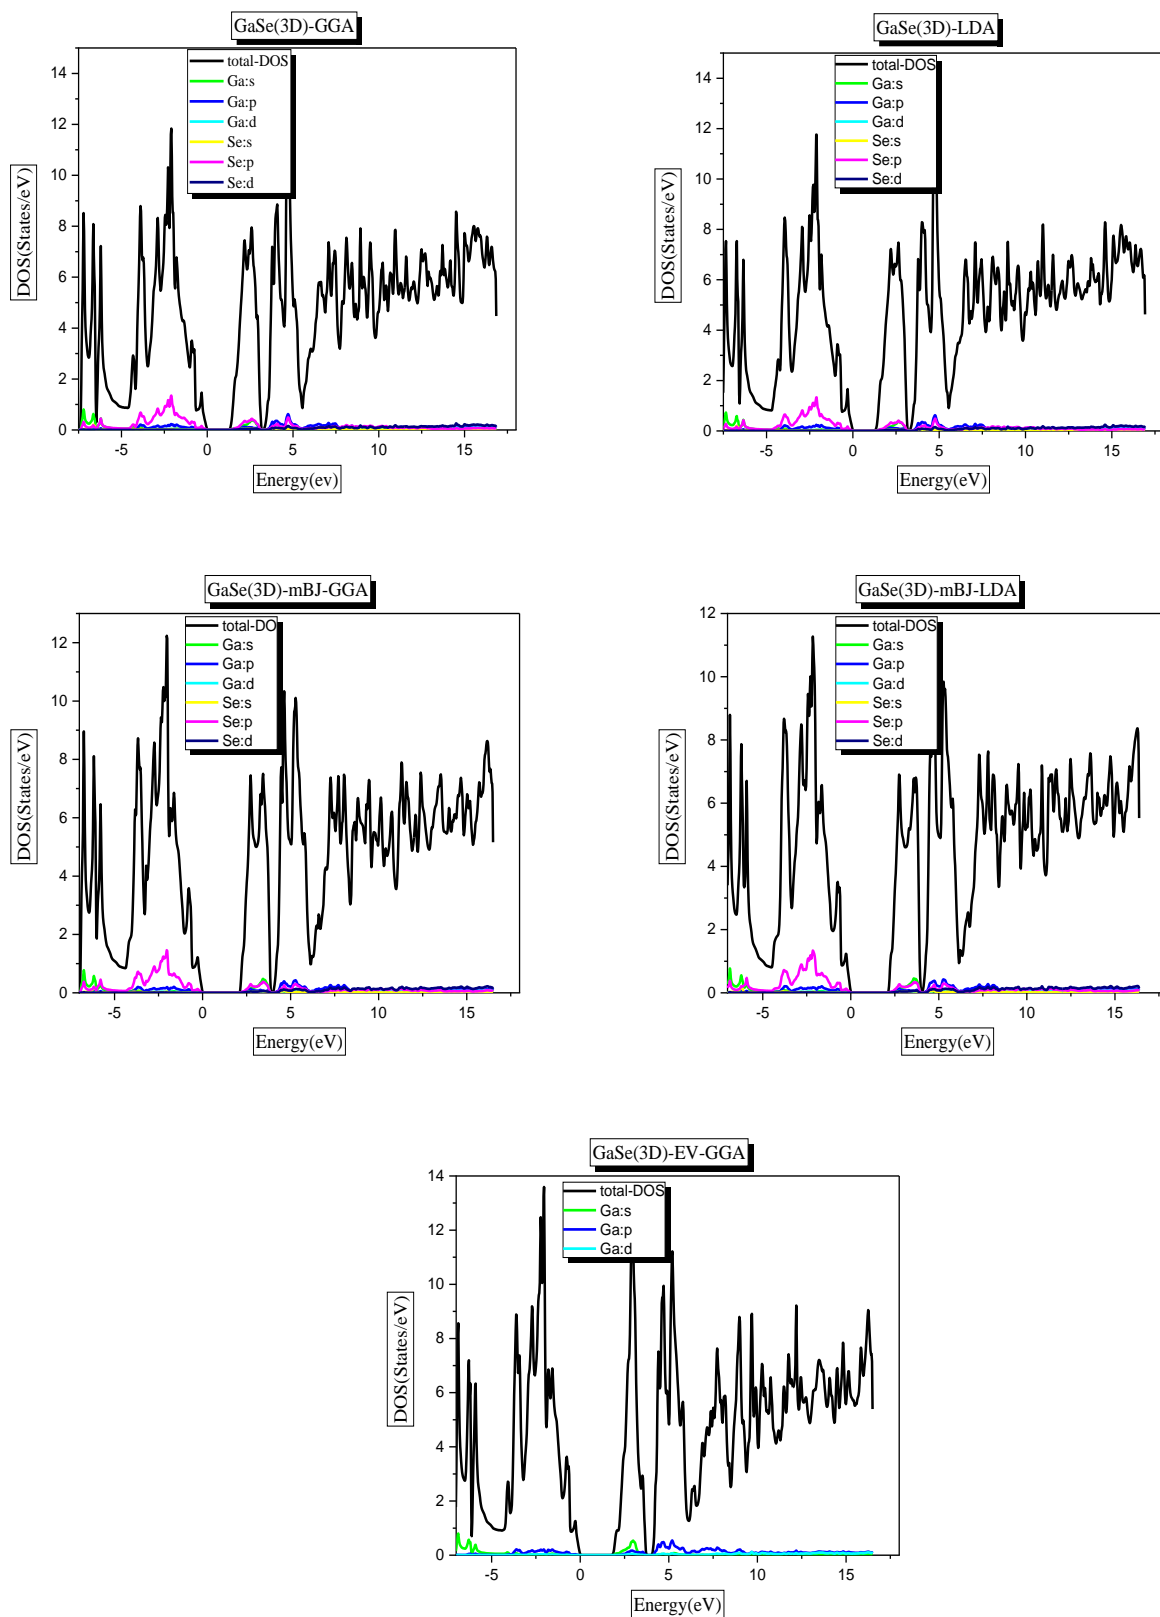 GaSe(3D)-GGA
total-DOS
Ga:s
Ga:p
Ga:d
Se:s
Se:p
Se:d
DOS(States/eV)
14
12
10
8
6
4
2
0
-5 0 5 10 15
Energy(ev)
GaSe(3D)-LDA
total-DOS
Ga:s
Ga:p
Ga:d
Se:s
Se:p
Se:d
DOS(States/eV)
14
12
10
8
6
4
2
0
-5 0 5 10 15
Energy(eV)
GaSe(3D)-mBJ-GGA
total-DO
Ga:s
Ga:p
Ga:d
Se:s
Se:p
Se:d
DOS(States/eV)
12
10
8
6
4
2
0
-5 0 5 10 15
Energy(eV)
GaSe(3D)-mBJ-LDA
total-DOS
Ga:s
Ga:p
Ga:d
Se:s
Se:p
Se:d
DOS(States/eV)
12
10
8
6
4
2
0
-5 0 5 10 15
Energy(eV)
GaSe(3D)-EV-GGA
total-DOS
Ga:s
Ga:p
Ga:d
DOS(States/eV)
14
12
10
8
6
4
2
0
-5 0 5 10 15
Energy(eV)